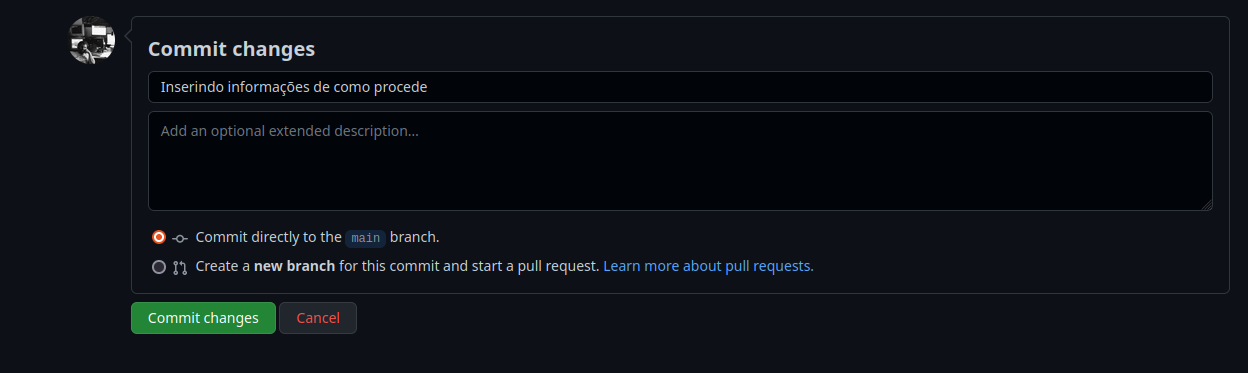 Commit changes
Inserindo informações de como procede
Add an optional extended description...
Commit directly to the main branch.
Create a new branch for this commit and start a pull request. Learn more about pull requests.
Commit changes Cancel